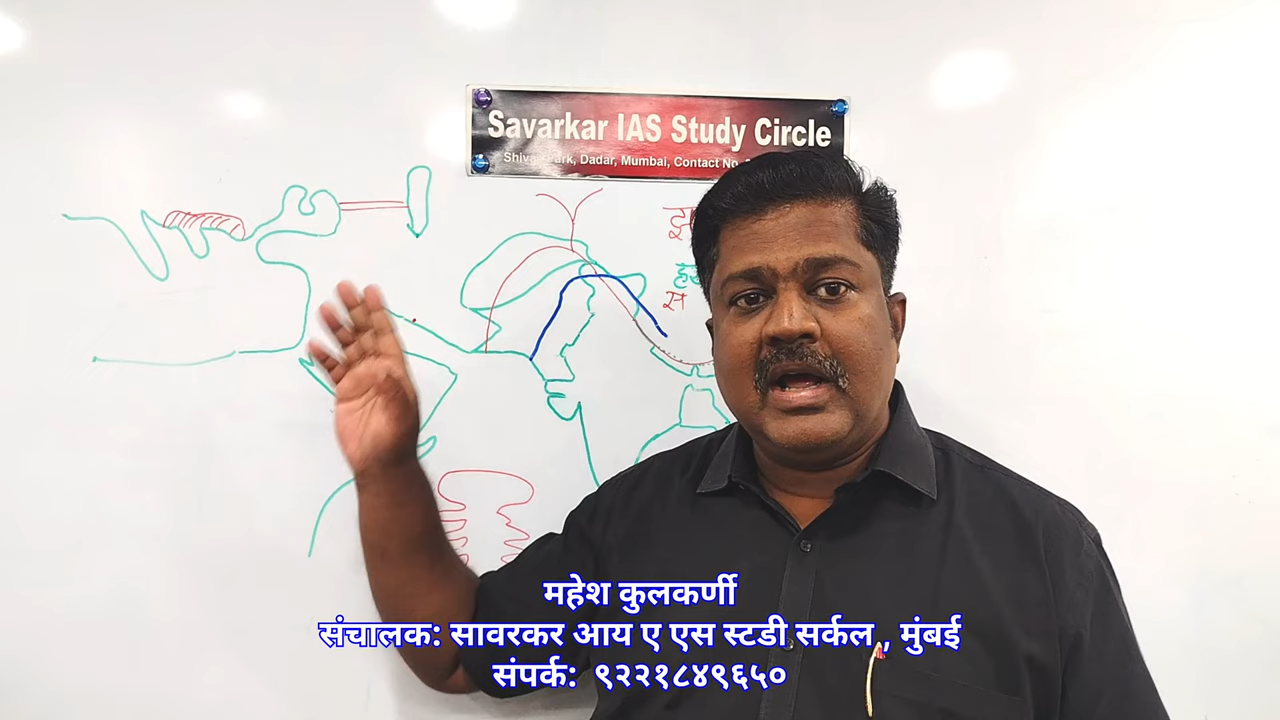 Savarkar IAS Study Circle
Park, Dadar, Mumbai, Contact No.
स
महेश कुलकर्णी
संचालक: सावरकर आय ए एस स्टडी सर्कल , मुंबई
संपर्क: ९२२१८४९६५०